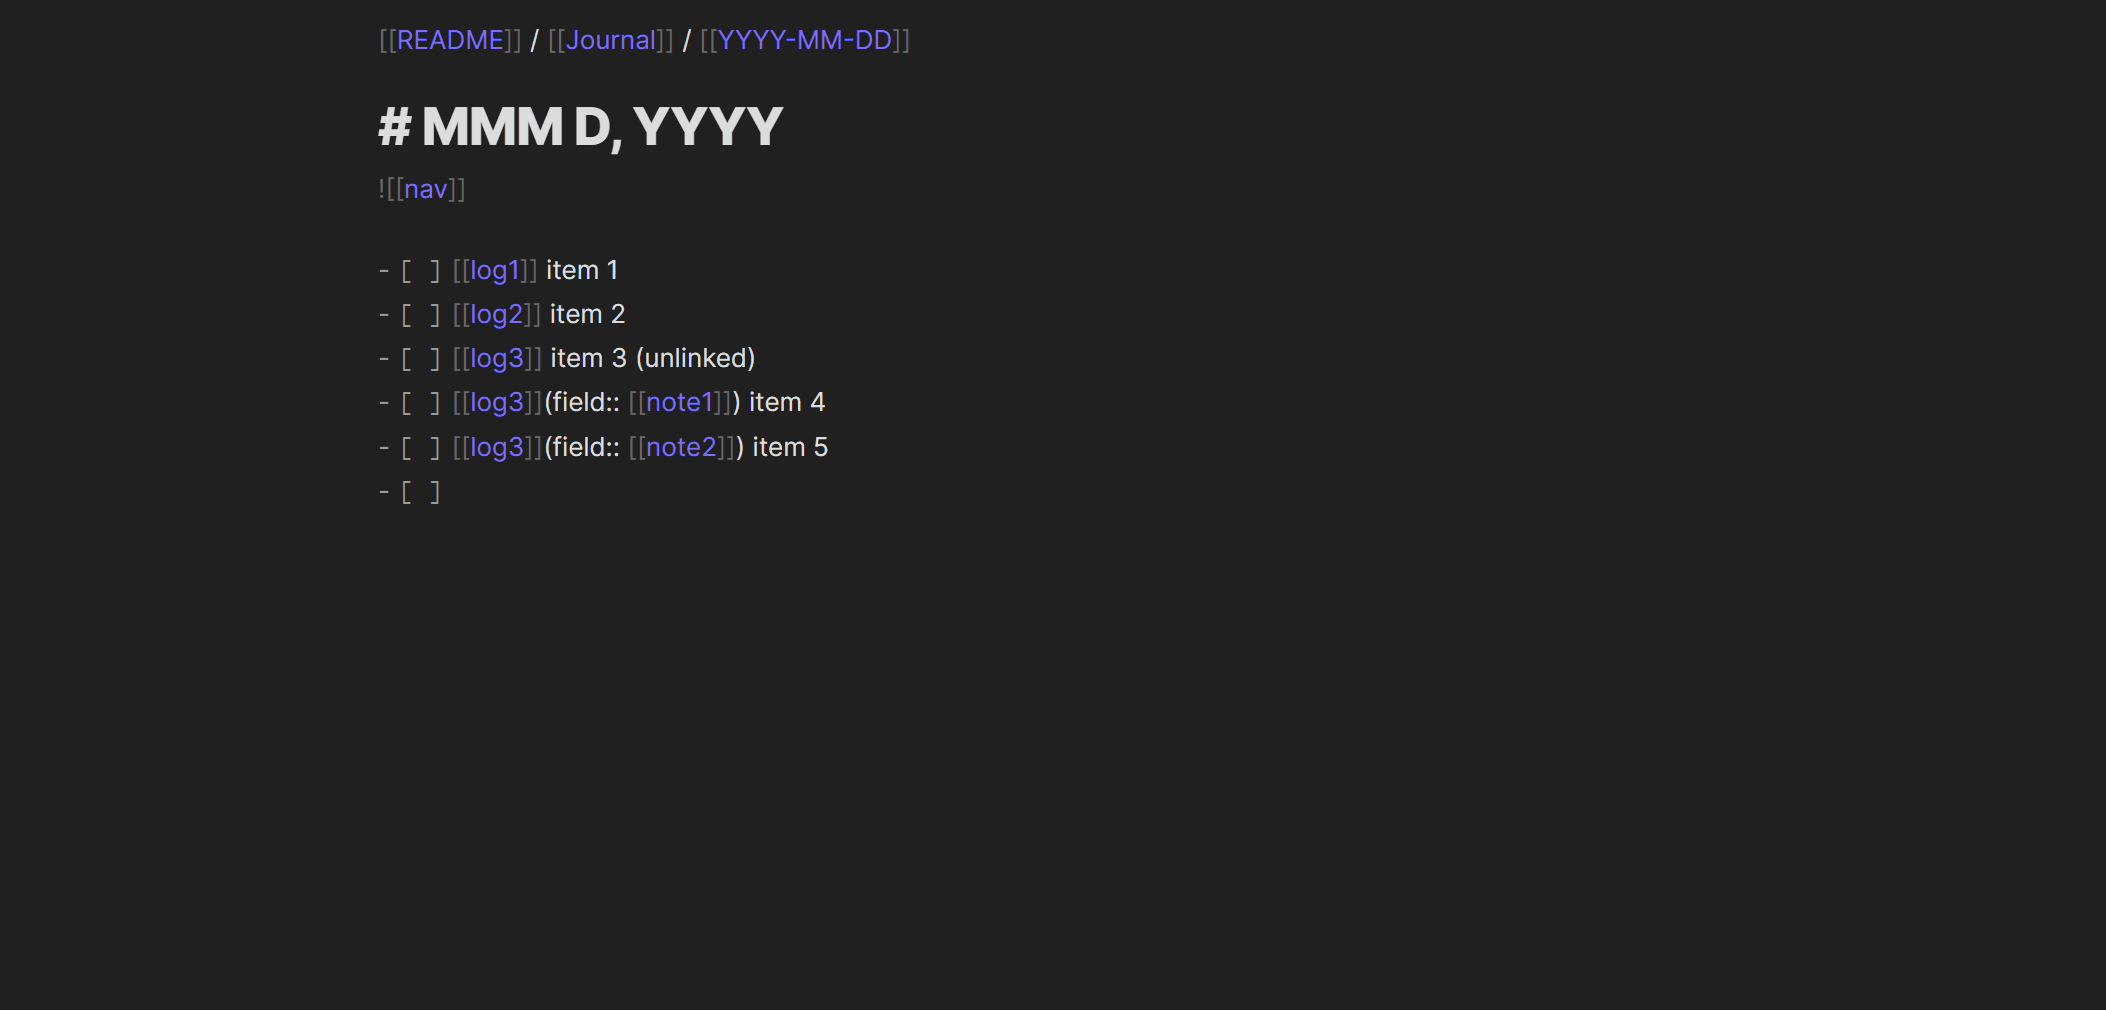 [[README]] / [[Journal]] / [[YYYY-MM-DD]]
# MMM D, YYYY
![[nav]]
- [ ] [[log1]] item 1
- [ ] [[log2]] item 2
- [ ] [[log3]] item 3 (unlinked)
- [ ] [[log3]](field:: [[note1]]) item 4
- [ ] [[log3]](field:: [[note2]]) item 5
- [ ]